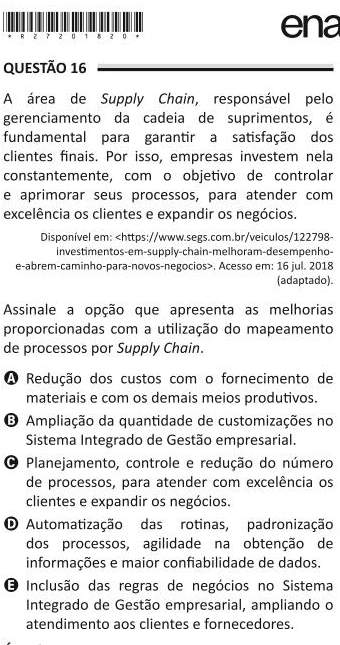 * R 2 7 2 0 1 8 2 0 *
ena
QUESTÃO 16
A área de Supply Chain, responsável pelo
gerenciamento da cadeia de suprimentos, é
fundamental para garantir a satisfação dos
clientes finais. Por isso, empresas investem nela
constantemente, com o objetivo de controlar
e aprimorar seus processos, para atender com
excelência os clientes e expandir os negócios.
Disponível em: <https://www.segs.com.br/veiculos/122798-
investimentos-em-supply-chain-melhoram-desempenho-
e-abrem-caminho-para-novos-negocios>. Acesso em: 16 jul. 2018
(adaptado).
Assinale a opção que apresenta as melhorias
proporcionadas com a utilização do mapeamento
de processos por Supply Chain.
A Redução dos custos com o fornecimento de
materiais e com os demais meios produtivos.
B Ampliação da quantidade de customizações no
Sistema Integrado de Gestão empresarial.
C Planejamento, controle e redução do número
de processos, para atender com excelência os
clientes e expandir os negócios.
D Automatização das rotinas, padronização
dos processos, agilidade na obtenção de
informações e maior confiabilidade de dados.
E Inclusão das regras de negócios no Sistema
Integrado de Gestão empresarial, ampliando o
atendimento aos clientes e fornecedores.